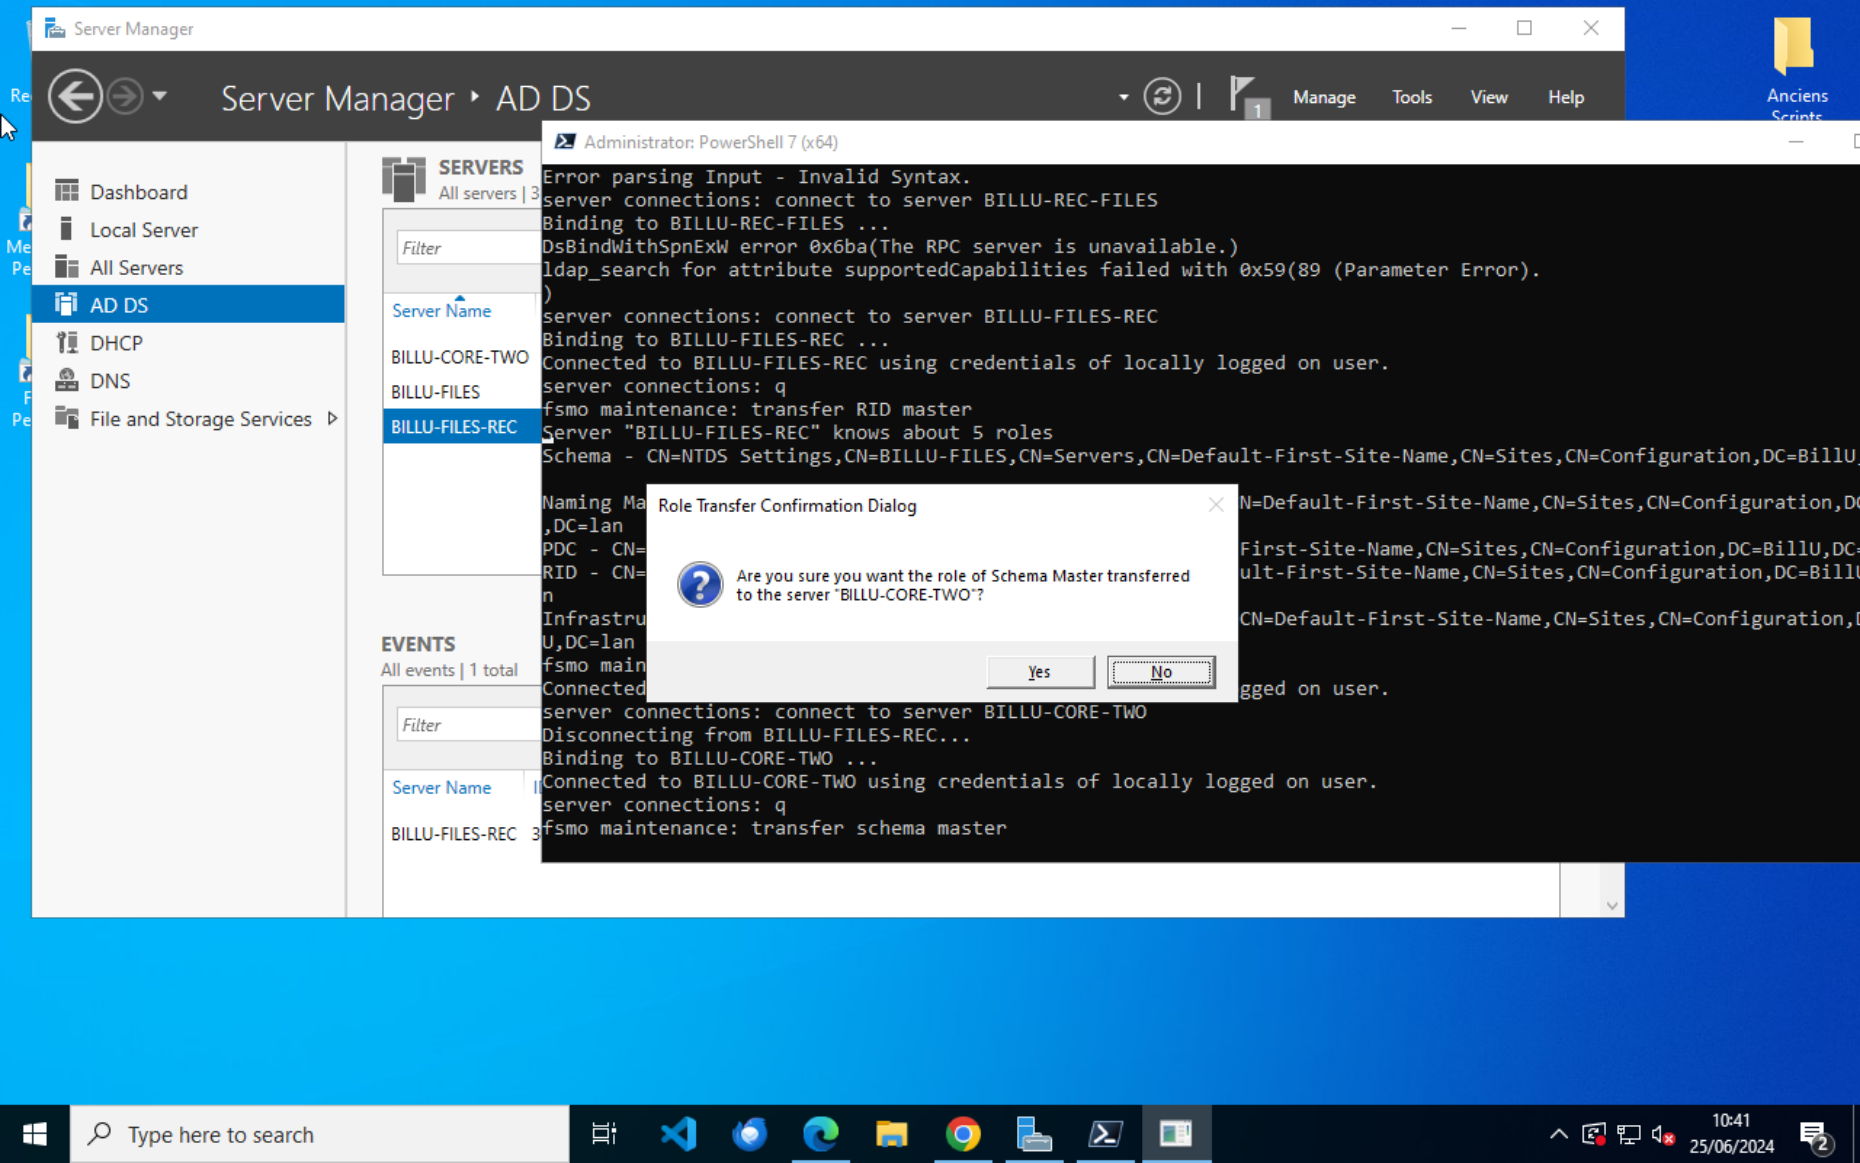 Server Manager
Server Manager ‣ AD DS
1
Manage
Tools
View
Help
Anciens
Scripts
Dashboard
Local Server
All Servers
AD DS
DHCP
DNS
File and Storage Services
SERVERS
All servers | 3
Filter
Server Name
BILLU-CORE-TWO
BILLU-FILES
BILLU-FILES-REC
EVENTS
All events | 1 total
Filter
Server Name
BILLU-FILES-REC 3
Administrator: PowerShell 7 (x64)
Error parsing Input - Invalid Syntax.
server connections: connect to server BILLU-REC-FILES
Binding to BILLU-REC-FILES ...
DsBindWithSpnExW error 0x6ba(The RPC server is unavailable.)
ldap_search for attribute supportedCapabilities failed with 0x59(89 (Parameter Error).
)
server connections: connect to server BILLU-FILES-REC
Binding to BILLU-FILES-REC ...
Connected to BILLU-FILES-REC using credentials of locally logged on user.
server connections: q
fsmo maintenance: transfer RID master
Server "BILLU-FILES-REC" knows about 5 roles
Schema - CN=NTDS Settings,CN=BILLU-FILES,CN=Servers,CN=Default-First-Site-Name,CN=Sites,CN=Configuration,DC=BillU,
Naming Ma N=Default-First-Site-Name,CN=Sites,CN=Configuration,DC
,DC=lan
PDC - CN= First-Site-Name,CN=Sites,CN=Configuration,DC=BillU,DC=
RID - CN= ult-First-Site-Name,CN=Sites,CN=Configuration,DC=BillU
n
Infrastru CN=Default-First-Site-Name,CN=Sites,CN=Configuration,D
U,DC=lan
fsmo main
Connected gged on user.
server connections: connect to server BILLU-CORE-TWO
Disconnecting from BILLU-FILES-REC...
Binding to BILLU-CORE-TWO ...
Connected to BILLU-CORE-TWO using credentials of locally logged on user.
server connections: q
fsmo maintenance: transfer schema master
Role Transfer Confirmation Dialog
Are you sure you want the role of Schema Master transferred
to the server "BILLU-CORE-TWO"?
Yes
No
Type here to search
10:41
25/06/2024
2